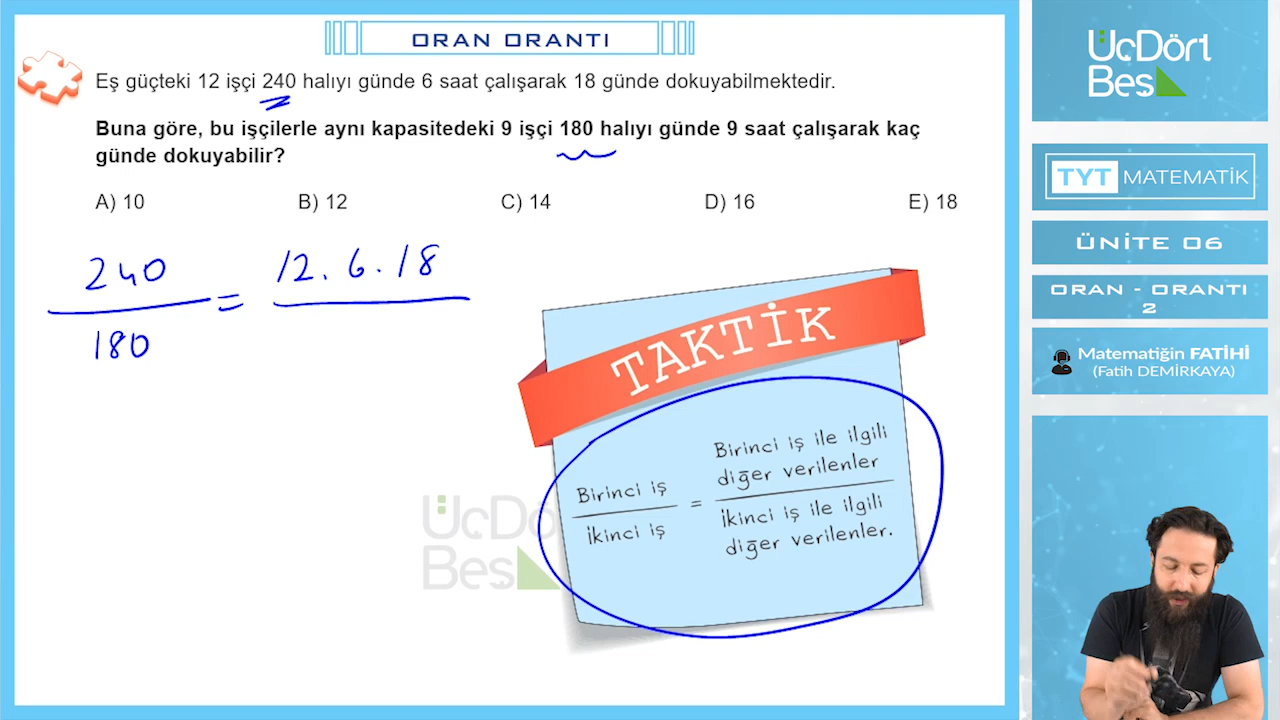 ORAN ORANTI
Eş güçteki 12 işçi 240 halıyı günde 6 saat çalışarak 18 günde dokuyabilmektedir.
Buna göre, bu işçilerle aynı kapasitedeki 9 işçi 180 halıyı günde 9 saat çalışarak kaç
günde dokuyabilir?
A) 10 B) 12 C) 14 D) 16 E) 18
240
180
=
12. 6. 18
TAKTİK
Birinci iş
İkinci iş
=
Birinci iş ile ilgili
diğer verilenler
İkinci iş ile ilgili
diğer verilenler.
ÜçDört
Beş
ÜçDört
Beş
TYT MATEMATİK
ÜNİTE 06
ORAN - ORANTI
2
Matematiğin FATİHİ
(Fatih DEMİRKAYA)